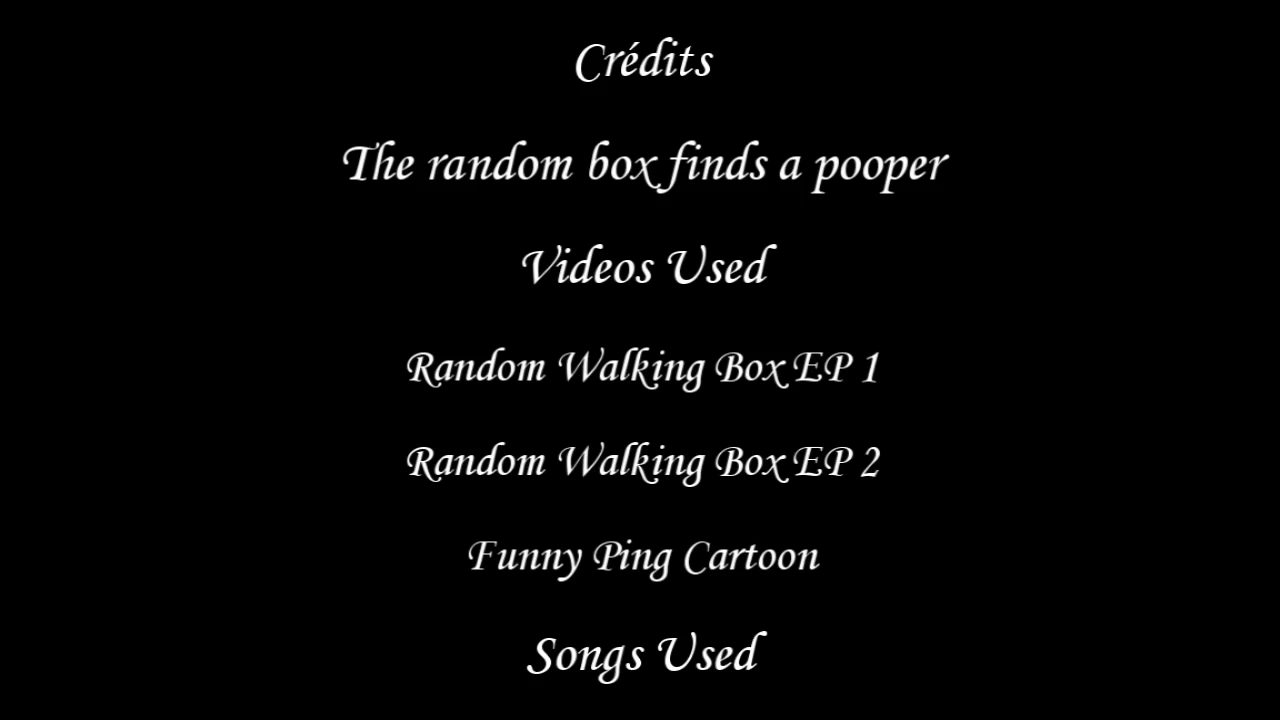 Crédits
The random box finds a pooper
Videos Used
Random Walking Box EP 1
Random Walking Box EP 2
Funny Ping Cartoon
Songs Used